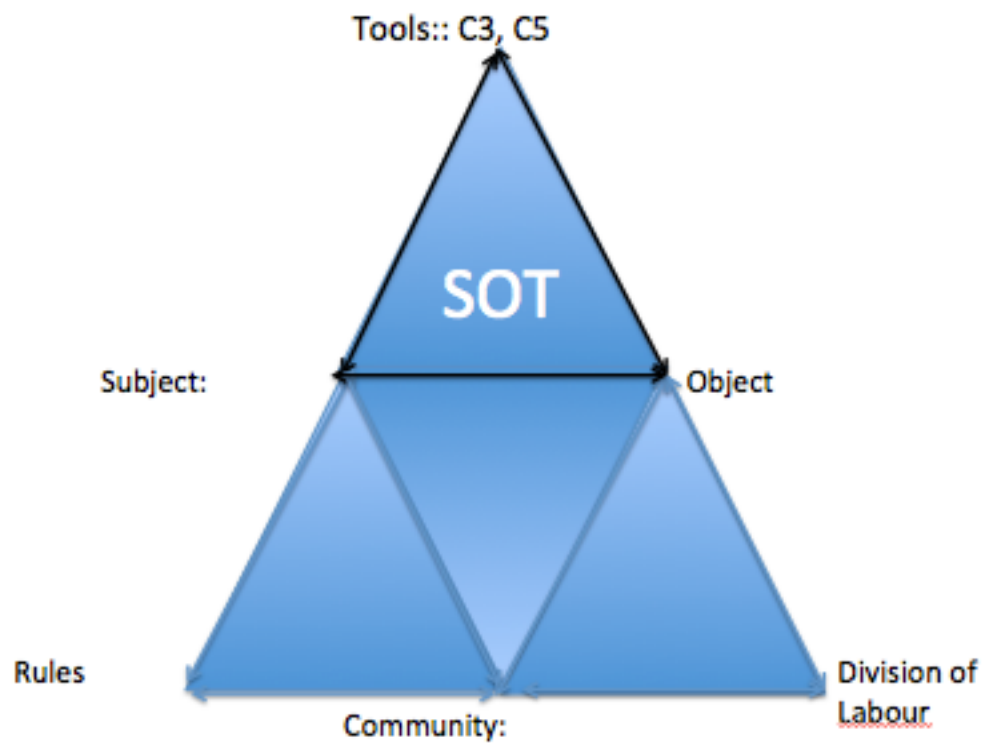 Tools:: C3, C5
SOT
Subject:
Object
Rules
Division of
Labour
Community: